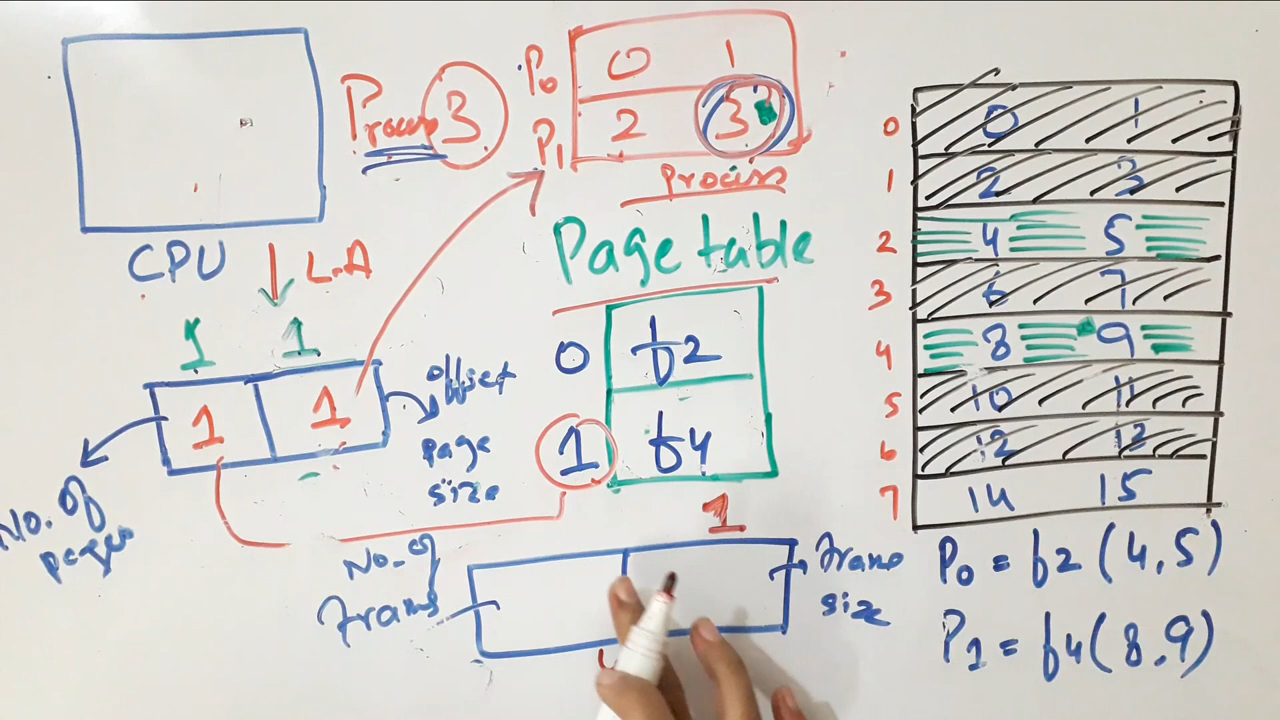 Process 3
P0 0 1
P1 2 3
Process
CPU
L.A
Page table
1 1
1 1
offset
page
size
No. of
pages
0 f2
1 f4
1
No. of
frames
frame
size
0 0 1
1 2 3
2 4 5
3 6 7
4 8 9
5 10 11
6 12 13
7 14 15
P0 = f2 (4,5)
P1 = f4 (8,9)